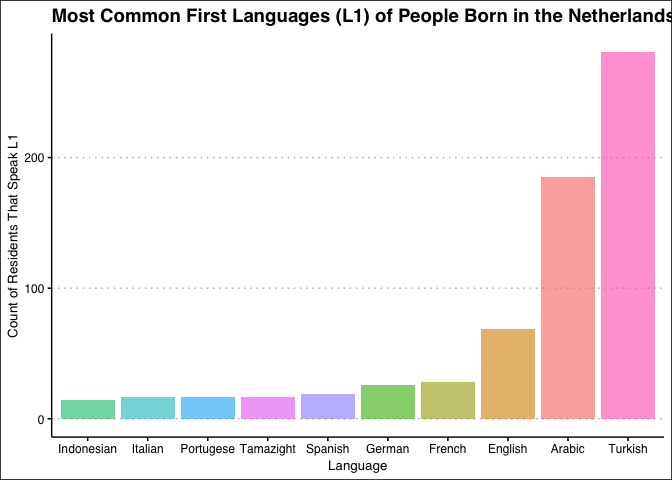 Most Common First Languages (L1) of People Born in the Netherlands
Count of Residents That Speak L1
200
100
0
Indonesian Italian Portugese Tamazight Spanish German French English Arabic Turkish
Language